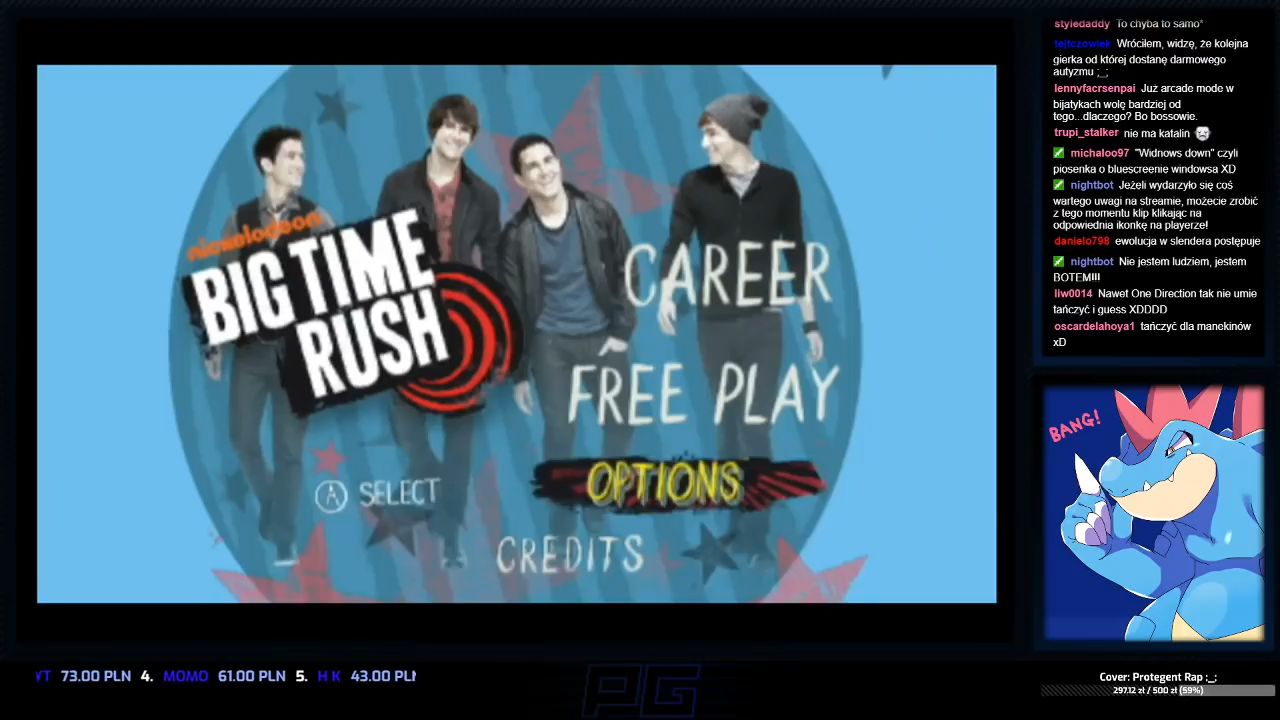 nickelodeon
BIG TIME
RUSH
CAREER
FREE PLAY
OPTIONS
CREDITS
A SELECT
styledaddy To chyba to samo*
tejtczowiek Wróciłem, widzę, że kolejna
gierka od której dostanę darmowego
autyzmu ;_;
lennyfacrsenpai Już arcade mode w
bijatykach wolę bardziej od
tego...dlaczego? Bo bossowie.
trupi_stalker nie ma katalin
michaloo97 "Widnows down" czyli
piosenka o bluescreenie windowsa XD
nightbot Jeżeli wydarzyło się coś
wartego uwagi na streamie, możecie zrobić
z tego momentu klip klikając na
odpowiednia ikonkę na playerze!
danielo798 ewolucja w slendera postępuje
nightbot Nie jestem ludziem, jestem
BOTEM!!!
liw0014 Nawet One Direction tak nie umie
tańczyć i guess XDDDD
oscardelahoya1 tańczyć dla manekinów
xD
BANG!
YT 73.00 PLN 4. MOMO 61.00 PLN 5. H K 43.00 PLN
PG
Cover: Protegent Rap ;_;
297.12 zł / 500 zł (59%)